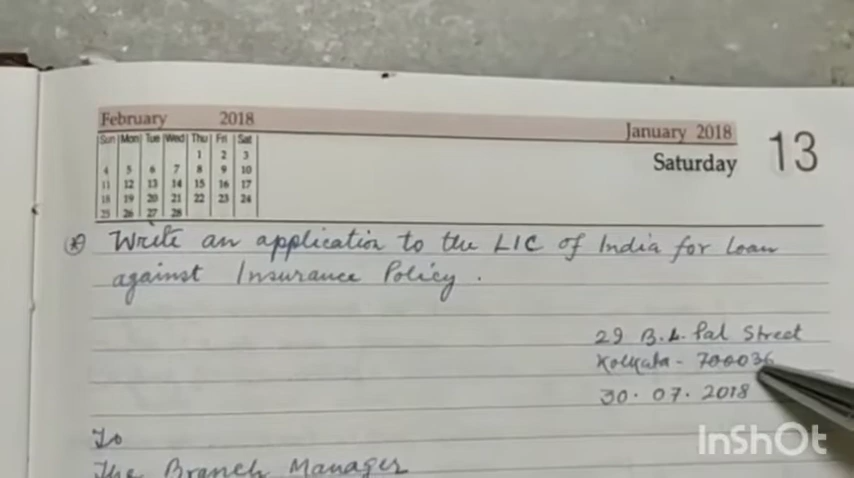 February 2018
January 2018
Saturday
13
Sun Mon Tue Wed Thu Fri Sat
1 2 3
4 5 6 7 8 9 10
11 12 13 14 15 16 17
18 19 20 21 22 23 24
25 26 27 28
Write an application to the LIC of India for loan
against Insurance Policy.
29 B.L. Pal Street
Kolkata - 700036
30.07.2018
To
The Branch Manager
InShOt